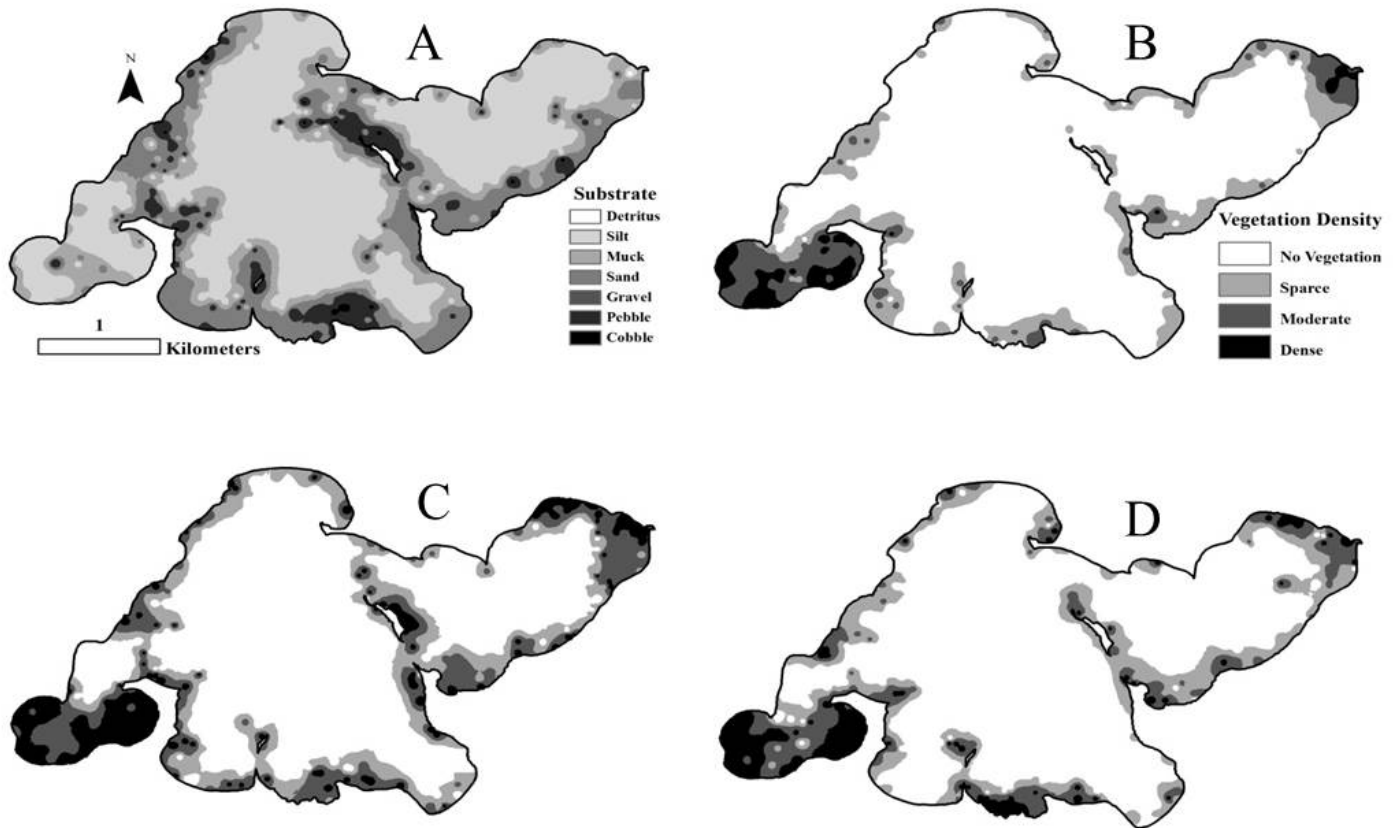 A
N
Substrate
Detritus
Silt
Muck
Sand
Gravel
Pebble
Cobble
1
Kilometers
B
Vegetation Density
No Vegetation
Sparce
Moderate
Dense
C
D